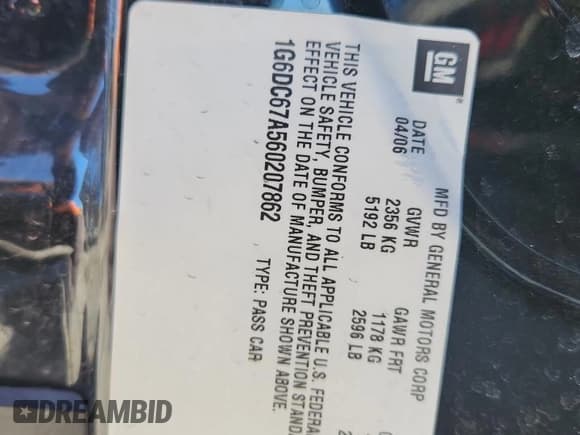 GM®
MFD BY GENERAL MOTORS CORP
DATE GVWR GAWR FRT
04/06 2356 KG 1178 KG
5192 LB 2596 LB
THIS VEHICLE CONFORMS TO ALL APPLICABLE U.S. FEDERA
VEHICLE SAFETY, BUMPER, AND THEFT PREVENTION STAND
EFFECT ON THE DATE OF MANUFACTURE SHOWN ABOVE.
1G6DC67A560207862 TYPE: PASS CAR
DREAMBID